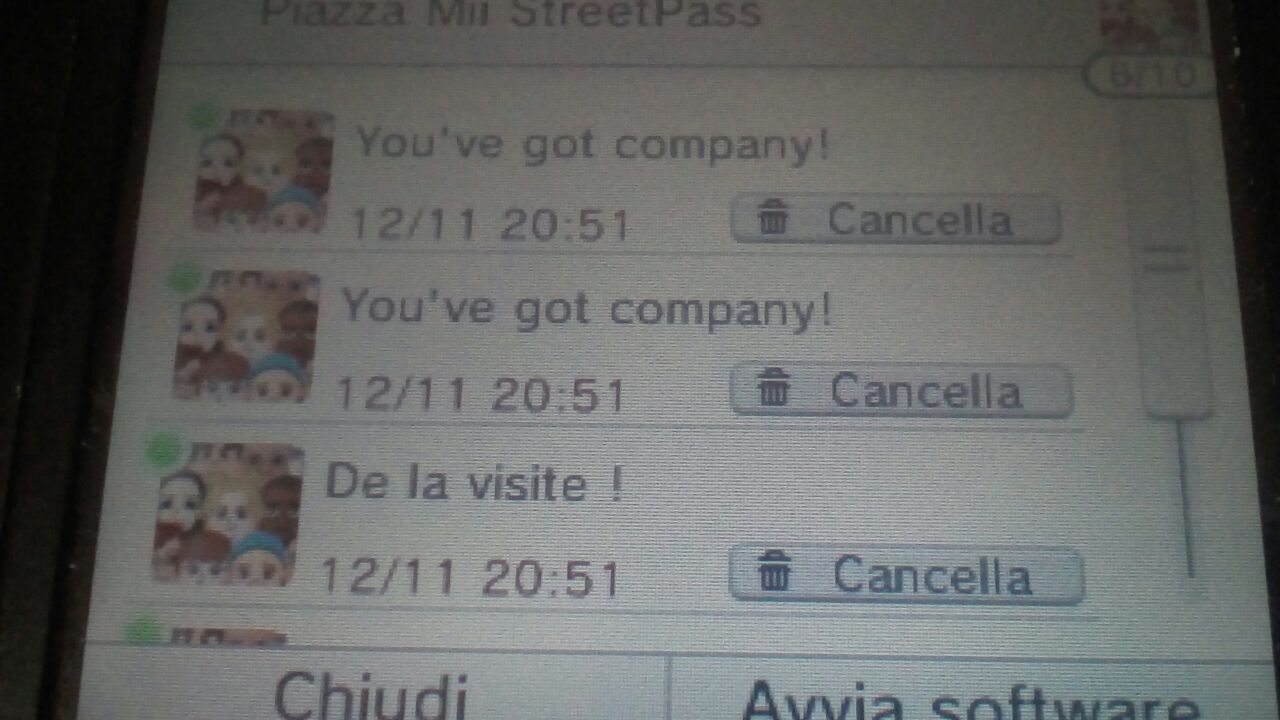 Piazza Mii StreetPass
6/10
You've got company!
12/11 20:51
Cancella
You've got company!
12/11 20:51
Cancella
De la visite !
12/11 20:51
Cancella
Chiudi
Avvia software